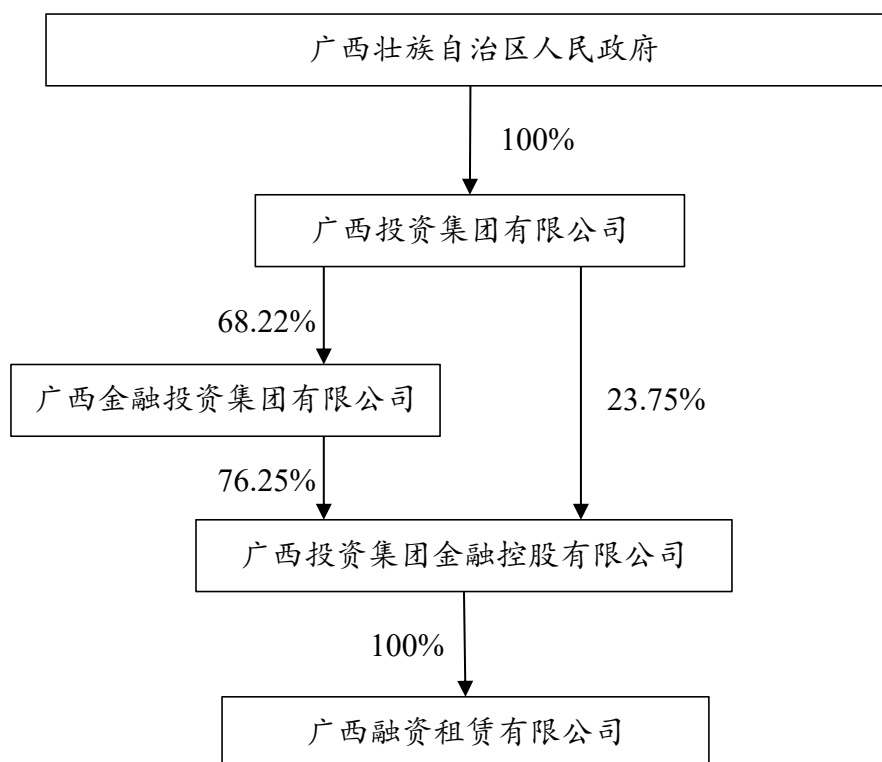 广西壮族自治区人民政府
100%
广西投资集团有限公司
68.22%
广西金融投资集团有限公司
23.75%
76.25%
广西投资集团金融控股有限公司
100%
广西融资租赁有限公司